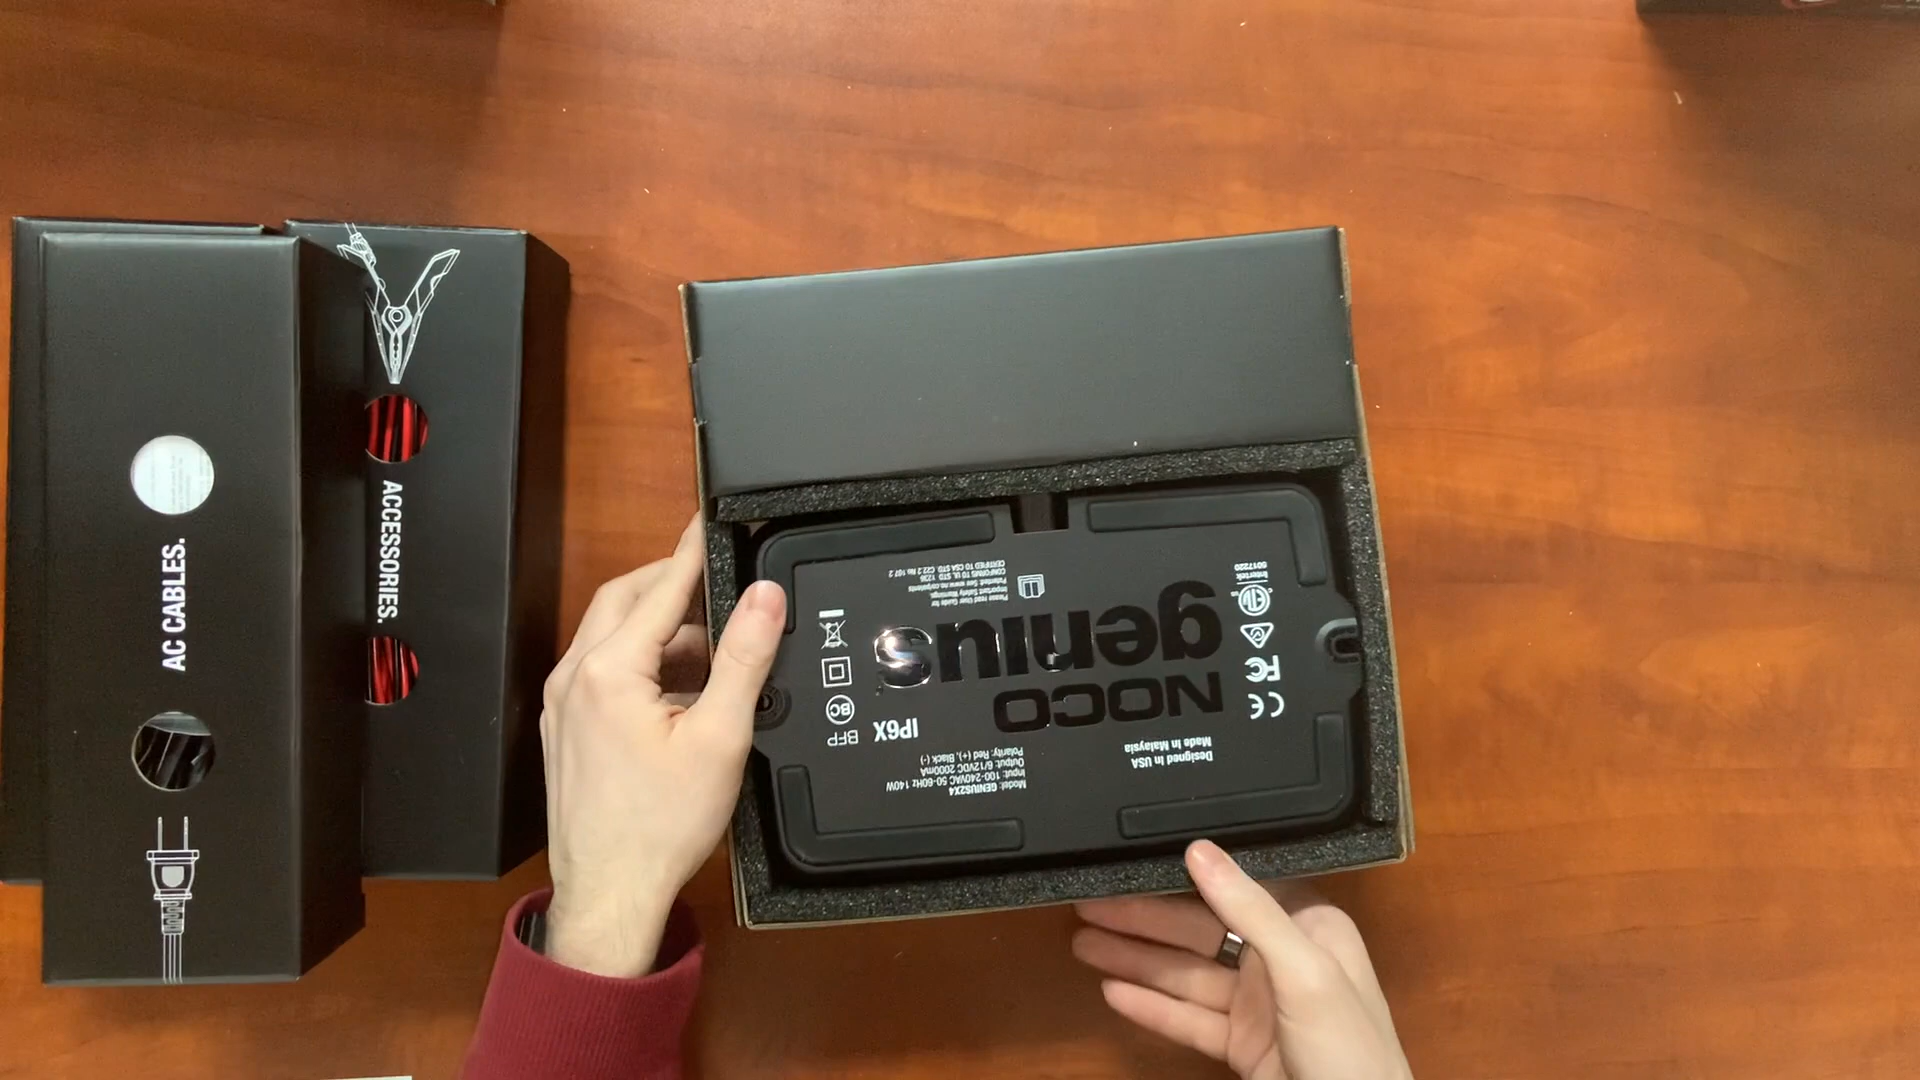 AC CABLES.
ACCESSORIES.
Designed in USA
Made in Malaysia
Model: GENIUS2X4
Input: 100-240VAC 50-60Hz 140W
Output: 6/12VDC 2000mA
Polarity: Red (+), Black (-)
NOCO
genius
IP6X
BFP
BC
CE
FC
Intertek
5017220
Please read User Guide for
Important Safety Warnings.
Patented: See www.no.co/patents
CONFORMS TO UL STD. 1236
CERTIFIED TO CSA STD. C22.2 No 107.2